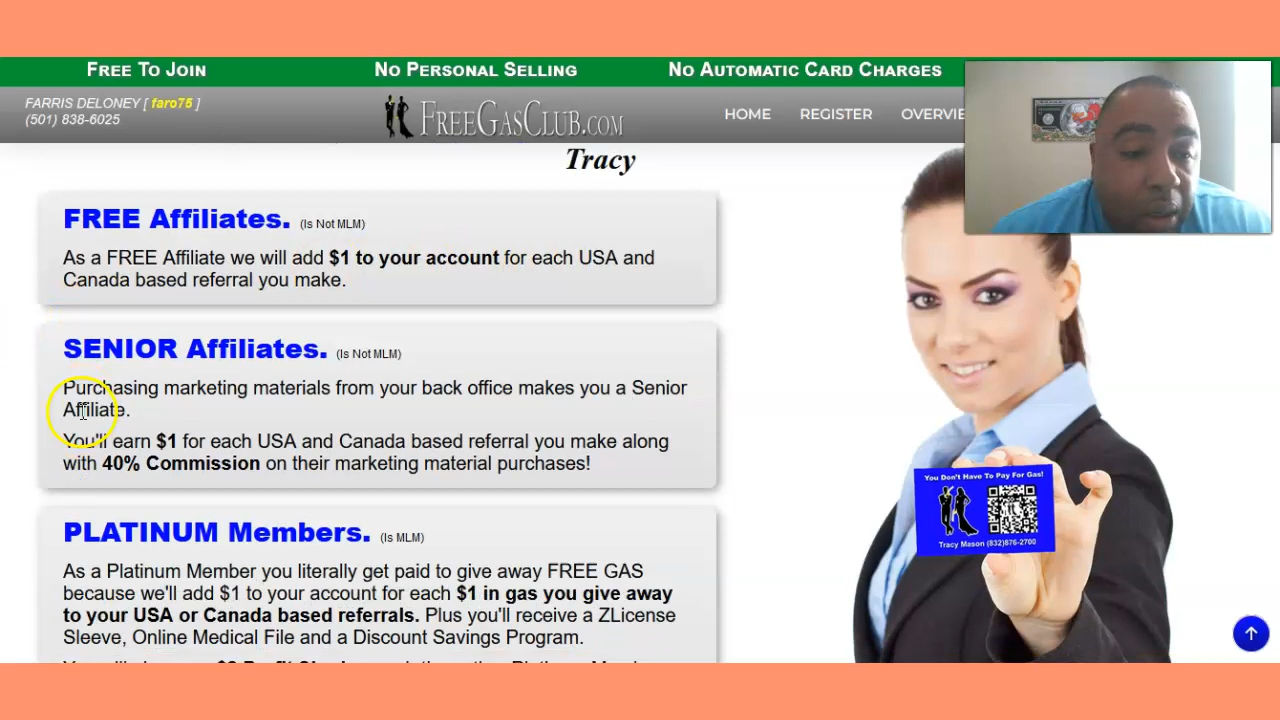 FREE TO JOIN
NO PERSONAL SELLING
NO AUTOMATIC CARD CHARGES
FARRIS DELONEY [ faro75 ]
(501) 838-6025
FREEGASCLUB.COM
HOME
REGISTER
Tracy
FREE Affiliates. (Is Not MLM)
As a FREE Affiliate we will add $1 to your account for each USA and
Canada based referral you make.
SENIOR Affiliates. (Is Not MLM)
Purchasing marketing materials from your back office makes you a Senior
Affiliate.
You'll earn $1 for each USA and Canada based referral you make along
with 40% Commission on their marketing material purchases!
PLATINUM Members. (Is MLM)
As a Platinum Member you literally get paid to give away FREE GAS
because we'll add $1 to your account for each $1 in gas you give away
to your USA or Canada based referrals. Plus you'll receive a ZLicense
Sleeve, Online Medical File and a Discount Savings Program.
You Don't Have To Pay For Gas!
Tracy Mason (832)876-2700